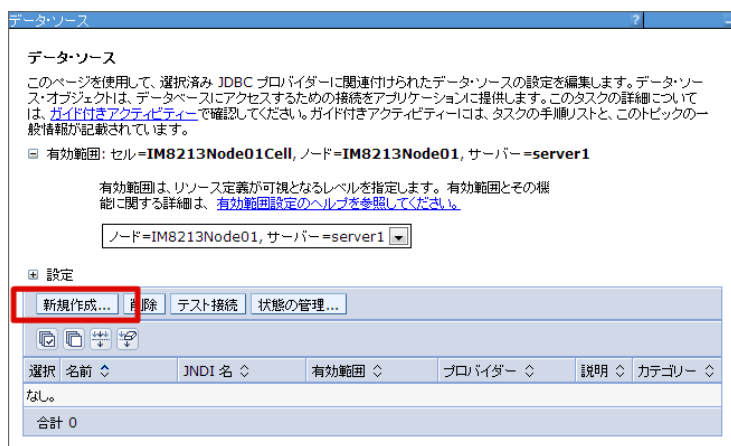 データ・ソース ? _
データ・ソース
このページを使用して、選択済み JDBC プロバイダーに関連付けられたデータ・ソースの設定を編集します。データ・ソー
ス・オブジェクトは、データベースにアクセスするための接続をアプリケーションに提供します。このタスクの詳細について
は、ガイド付きアクティビティーで確認してください。ガイド付きアクティビティーには、タスクの手順リストと、このトピックの一
般情報が記載されています。
有効範囲: セル=IM8213Node01Cell, ノード=IM8213Node01, サーバー=server1
有効範囲は、リソース定義が可視となるレベルを指定します。有効範囲とその機
能に関する詳細は、有効範囲設定のヘルプを参照してください。
ノード=IM8213Node01, サーバー=server1
設定
新規作成... 削除 テスト接続 状態の管理...
選択 名前 JNDI 名 有効範囲 プロバイダー 説明 カテゴリー
なし。
合計 0